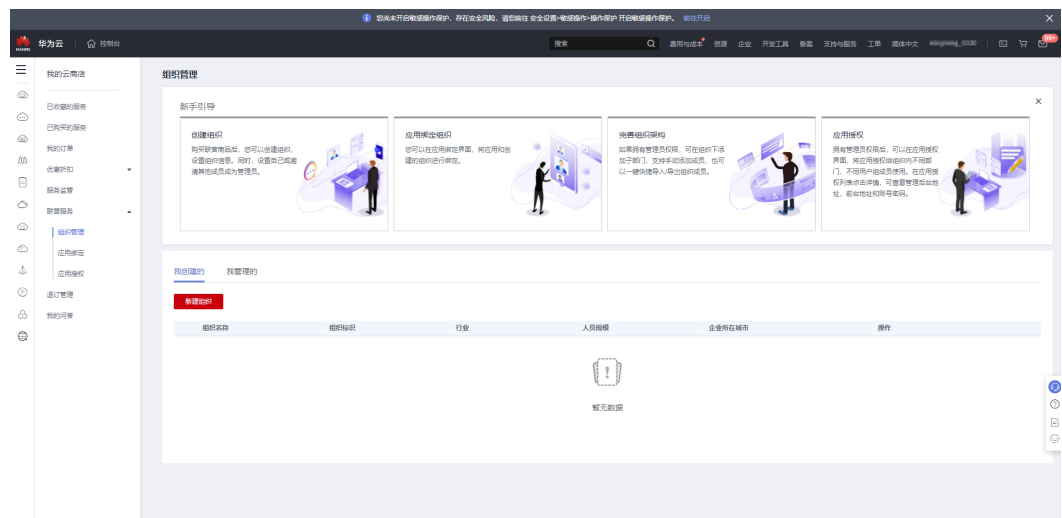 您尚未开启敏感操作保护，存在安全风险，请您前往 安全设置>敏感操作>操作保护 开启敏感操作保护。 前往开启
HUAWEI 华为云 控制台 搜索 费用与成本 资源 企业 开发工具 备案 支持与服务 工单 简体中文 99+
我的云商店
已收藏的服务
已购买的服务
我的订单
优惠折扣
服务监管
联营服务
组织管理
应用绑定
应用授权
退订管理
我的问答
组织管理
新手引导
创建组织
购买联营商品后，您可以创建组织，
设置组织信息。同时，设置自己或邀
请其他成员成为管理员。
应用绑定组织
您可以在应用绑定界面，将应用和创
建的组织进行绑定。
完善组织架构
如果拥有管理员权限，可在组织下添
加子部门，支持手动添加成员，也可
以一键快捷导入/导出组织成员。
应用授权
拥有管理员权限后，可以在应用授权
界面，将应用授权给组织内不同部
门、不同用户组成员使用。在应用授
权列表点击详情，可查看管理后台地
址、前台地址和账号密码。
我创建的 我管理的
新建组织
组织名称 组织标识 行业 人员规模 企业所在城市 操作
暂无数据